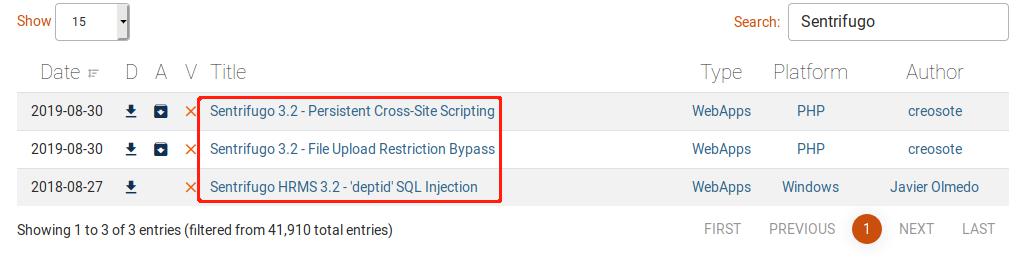 Show 15 Search: Sentrifugo
Date D A V Title Type Platform Author
2019-08-30 Sentrifugo 3.2 - Persistent Cross-Site Scripting WebApps PHP creosote
2019-08-30 Sentrifugo 3.2 - File Upload Restriction Bypass WebApps PHP creosote
2018-08-27 Sentrifugo HRMS 3.2 - 'deptid' SQL Injection WebApps Windows Javier Olmedo
Showing 1 to 3 of 3 entries (filtered from 41,910 total entries) FIRST PREVIOUS 1 NEXT LAST